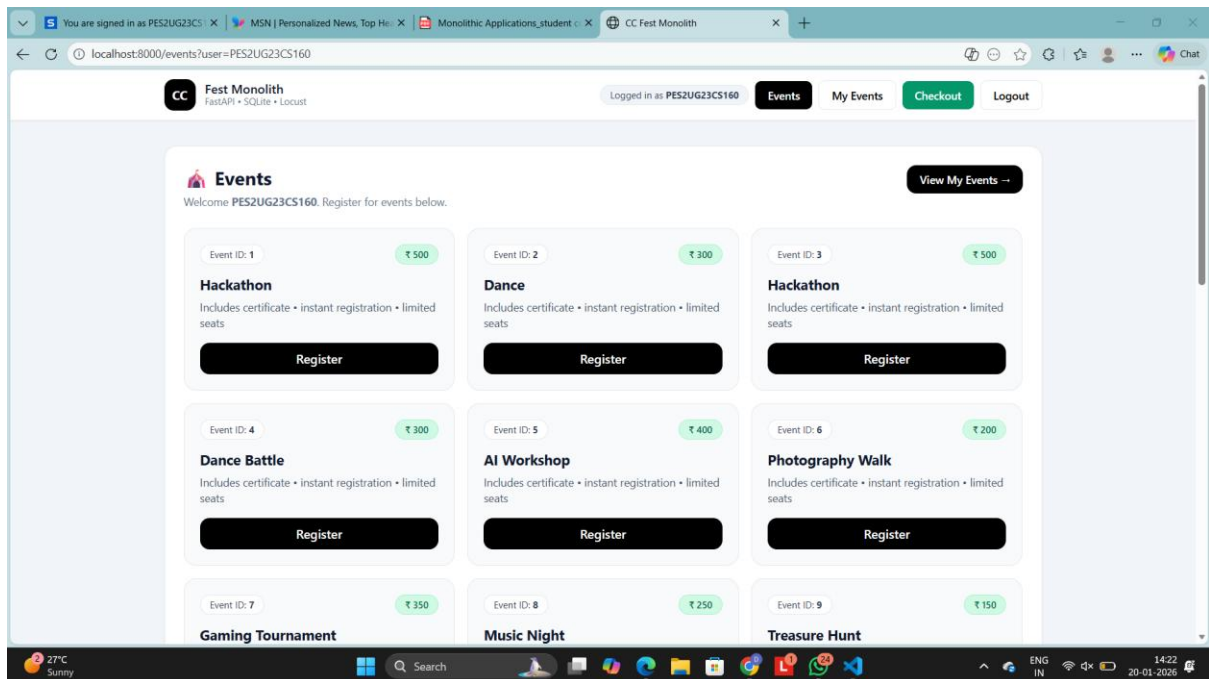 You are signed in as PES2UG23CS1
MSN | Personalized News, Top Hea
Monolithic Applications_student c
CC Fest Monolith
localhost:8000/events?user=PES2UG23CS160
Chat
CC
Fest Monolith
FastAPI • SQLite • Locust
Logged in as PES2UG23CS160
Events
My Events
Checkout
Logout
Events
View My Events →
Welcome PES2UG23CS160. Register for events below.
Event ID: 1
₹ 500
Hackathon
Includes certificate • instant registration • limited
seats
Register
Event ID: 2
₹ 300
Dance
Includes certificate • instant registration • limited
seats
Register
Event ID: 3
₹ 500
Hackathon
Includes certificate • instant registration • limited
seats
Register
Event ID: 4
₹ 300
Dance Battle
Includes certificate • instant registration • limited
seats
Register
Event ID: 5
₹ 400
AI Workshop
Includes certificate • instant registration • limited
seats
Register
Event ID: 6
₹ 200
Photography Walk
Includes certificate • instant registration • limited
seats
Register
Event ID: 7
₹ 350
Gaming Tournament
Event ID: 8
₹ 250
Music Night
Event ID: 9
₹ 150
Treasure Hunt
2
27°C
Sunny
Search
1
24
ENG
IN
14:22
20-01-2026